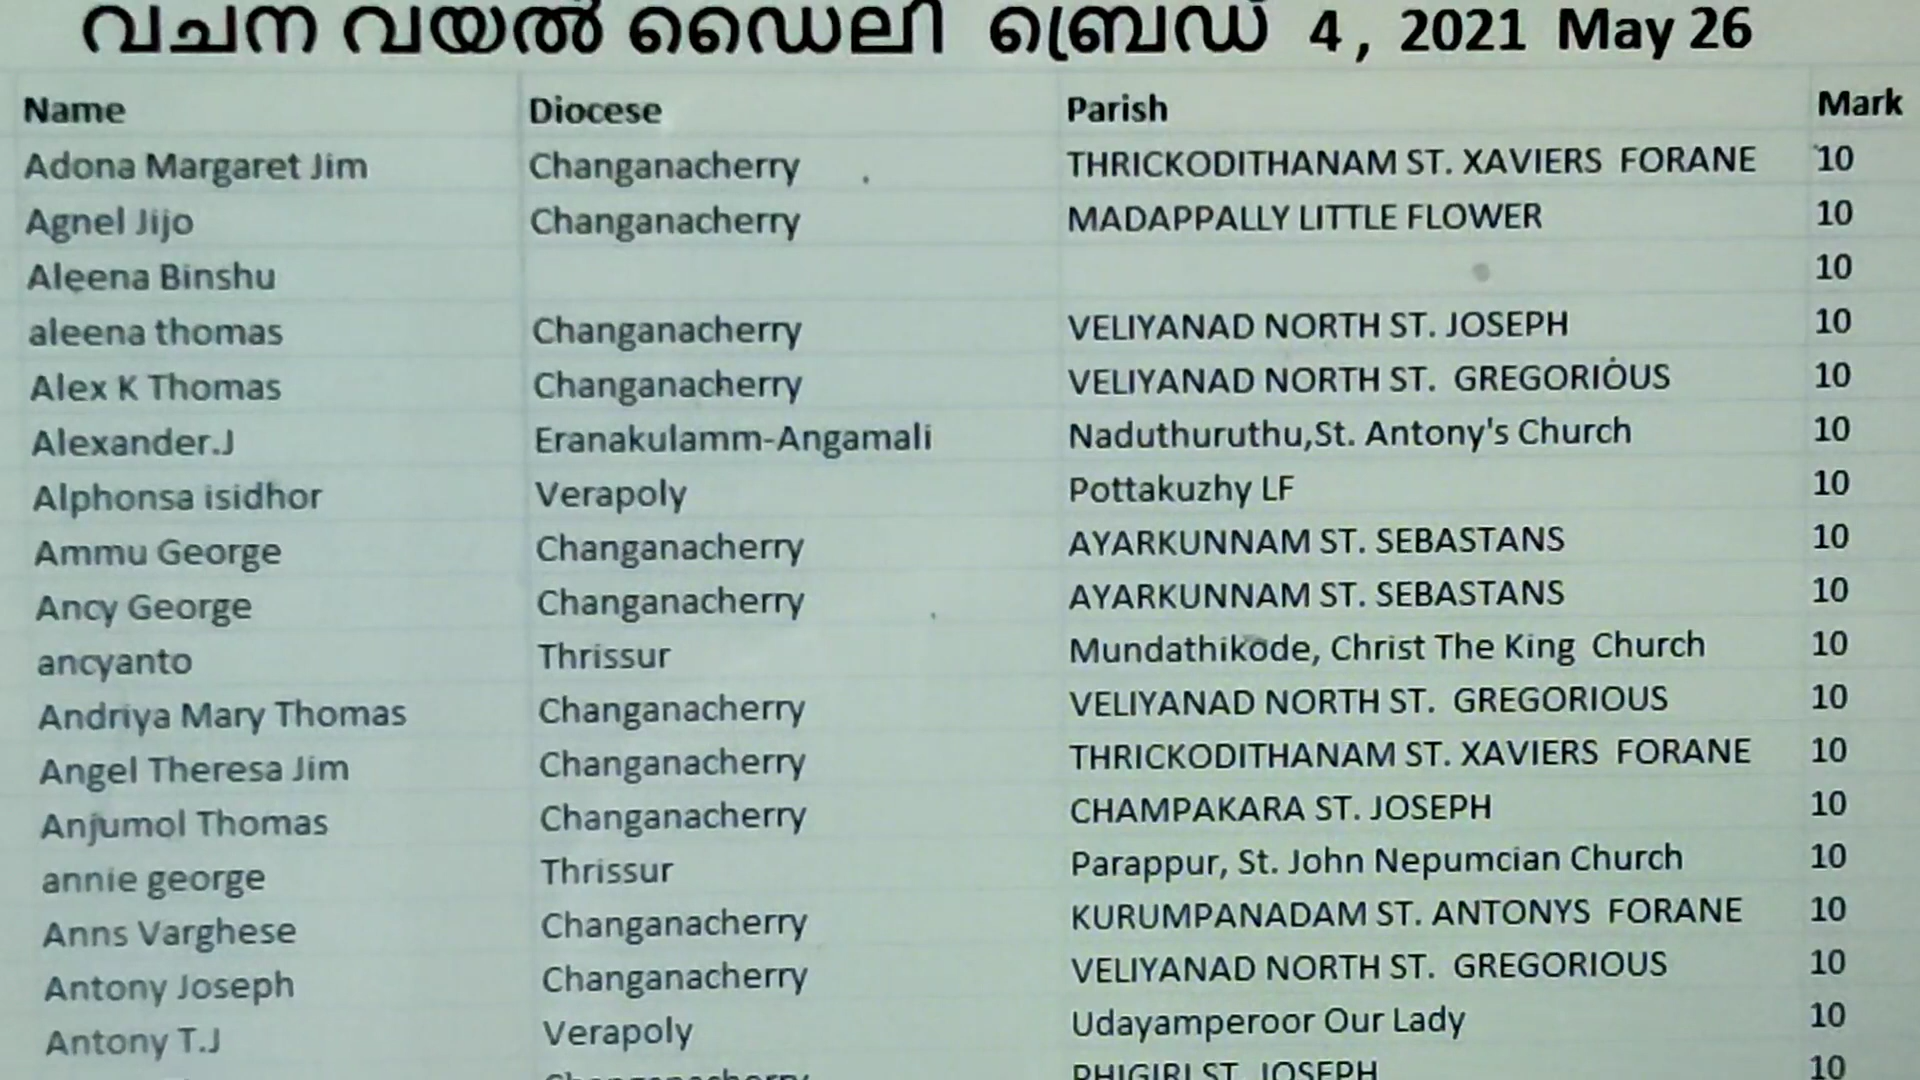 വചന വയൽ ഡൈലി ബ്രെഡ് 4, 2021 May 26
Name Diocese Parish Mark
Adona Margaret Jim Changanacherry THRICKODITHANAM ST. XAVIERS FORANE 10
Agnel Jijo Changanacherry MADAPPALLY LITTLE FLOWER 10
Aleena Binshu 10
aleena thomas Changanacherry VELIYANAD NORTH ST. JOSEPH 10
Alex K Thomas Changanacherry VELIYANAD NORTH ST. GREGORIOUS 10
Alexander.J Eranakulamm-Angamali Naduthuruthu,St. Antony's Church 10
Alphonsa isidhor Verapoly Pottakuzhy LF 10
Ammu George Changanacherry AYARKUNNAM ST. SEBASTANS 10
Ancy George Changanacherry AYARKUNNAM ST. SEBASTANS 10
ancyanto Thrissur Mundathikode, Christ The King Church 10
Andriya Mary Thomas Changanacherry VELIYANAD NORTH ST. GREGORIOUS 10
Angel Theresa Jim Changanacherry THRICKODITHANAM ST. XAVIERS FORANE 10
Anjumol Thomas Changanacherry CHAMPAKARA ST. JOSEPH 10
annie george Thrissur Parappur, St. John Nepumcian Church 10
Anns Varghese Changanacherry KURUMPANADAM ST. ANTONYS FORANE 10
Antony Joseph Changanacherry VELIYANAD NORTH ST. GREGORIOUS 10
Antony T.J Verapoly Udayamperoor Our Lady 10
Changanacherry ST. JOSEPH 10